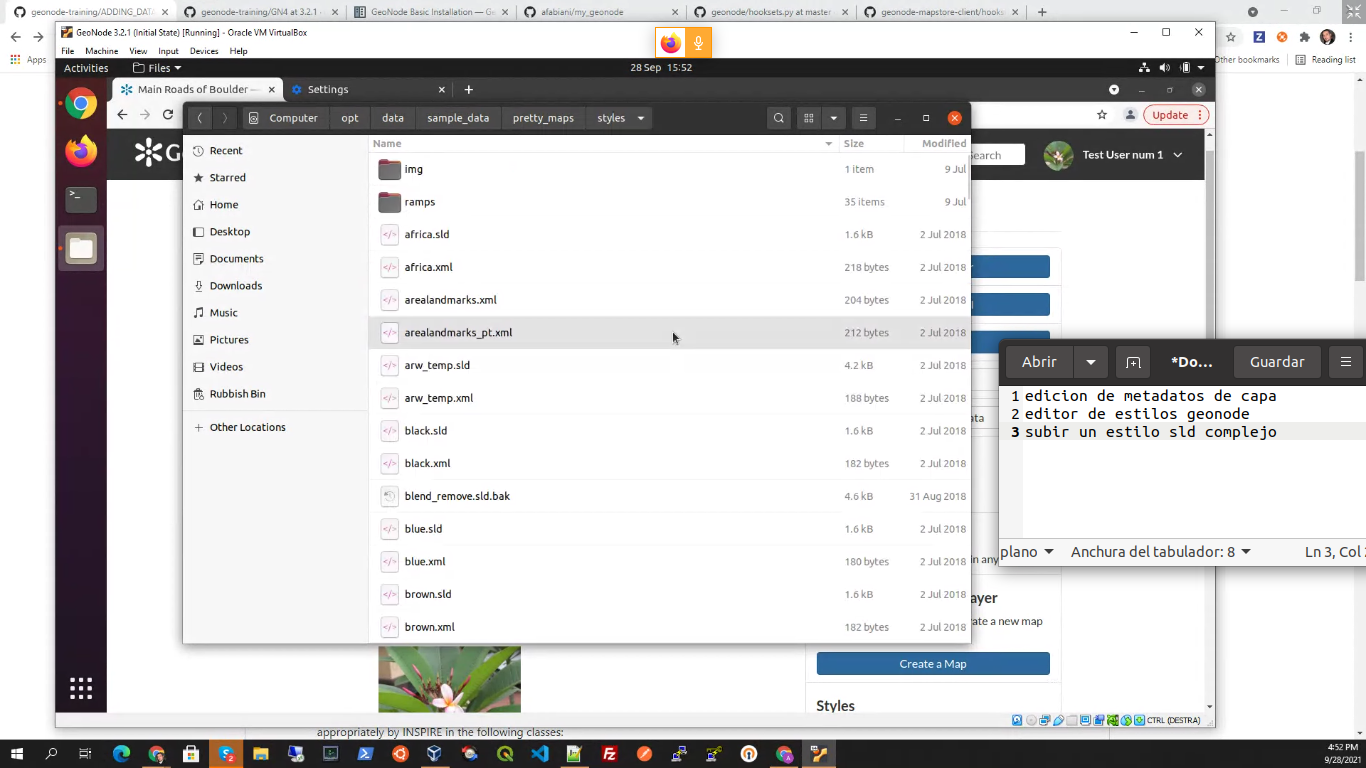 geonode-training/ADDING_DATA
geonode-training/GN4 at 3.2.1
GeoNode Basic Installation — Ge
afabiani/my_geonode
geonode/hooksets.py at master
geonode-mapstore-client/hooks
Apps
Other bookmarks
Reading list
GeoNode 3.2.1 (Initial State) [Running] - Oracle VM VirtualBox
File Machine View Input Devices Help
Activities
Files
28 Sep 15:52
Main Roads of Boulder —
Settings
Update
Computer opt data sample_data pretty_maps styles
Search
Test User num 1
Recent
Starred
Home
Desktop
Documents
Downloads
Music
Pictures
Videos
Rubbish Bin
Other Locations
Name Size Modified
img 1 item 9 Jul
ramps 35 items 9 Jul
africa.sld 1.6 kB 2 Jul 2018
africa.xml 218 bytes 2 Jul 2018
arealandmarks.xml 204 bytes 2 Jul 2018
arealandmarks_pt.xml 212 bytes 2 Jul 2018
arw_temp.sld 4.2 kB 2 Jul 2018
arw_temp.xml 188 bytes 2 Jul 2018
black.sld 1.6 kB 2 Jul 2018
black.xml 182 bytes 2 Jul 2018
blend_remove.sld.bak 4.6 kB 31 Aug 2018
blue.sld 1.6 kB 2 Jul 2018
blue.xml 180 bytes 2 Jul 2018
brown.sld 1.6 kB 2 Jul 2018
brown.xml 182 bytes 2 Jul 2018
Abrir *Do... Guardar
1 edicion de metadatos de capa
2 editor de estilos geonode
3 subir un estilo sld complejo
plano Anchura del tabulador: 8 Ln 3, Col
ata
in any
ayer
ate a new map
Create a Map
Styles
CTRL (DESTRA)
appropriately by INSPIRE in the following classes:
4:52 PM
9/28/2021